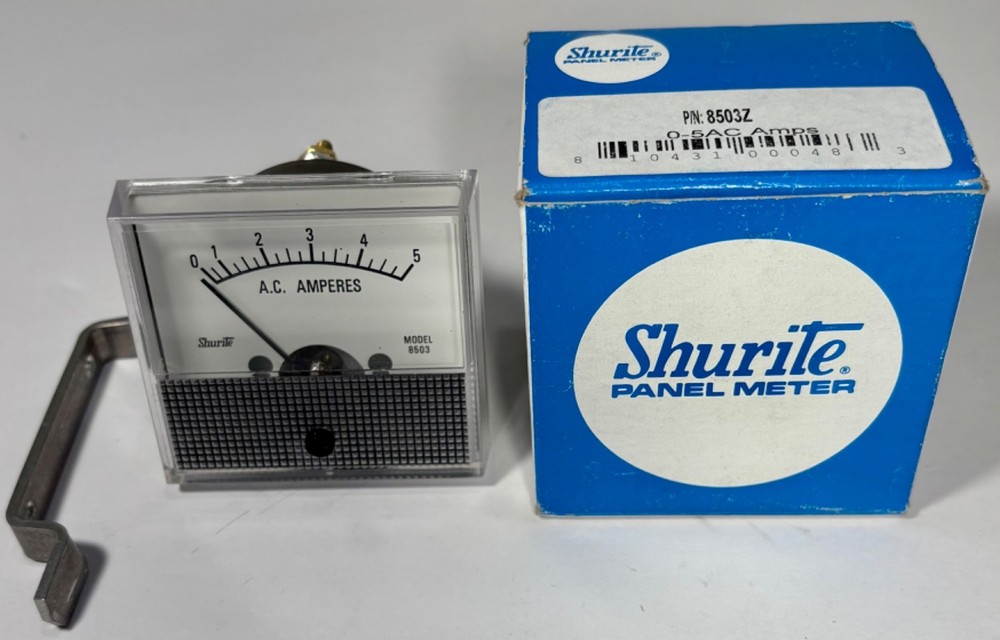 0 1 2 3 4 5
A.C. AMPERES
Shurite
MODEL
8503
Shurite®
PANEL METER
P/N: 8503Z
0-5AC Amps
8 10431 00048 3
Shurite®
PANEL METER